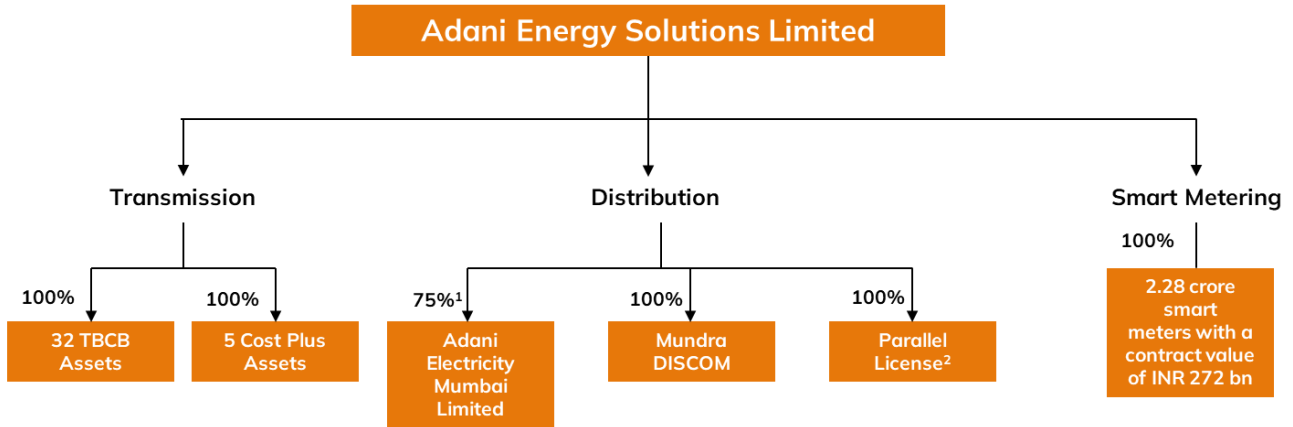 Adani Energy Solutions Limited
Transmission
Distribution
Smart Metering
100%
100%
100%
75%¹
100%
100%
32 TBCB
Assets
5 Cost Plus
Assets
Adani
Electricity
Mumbai
Limited
Mundra
DISCOM
Parallel
License²
2.28 crore
smart
meters with a
contract value
of INR 272 bn